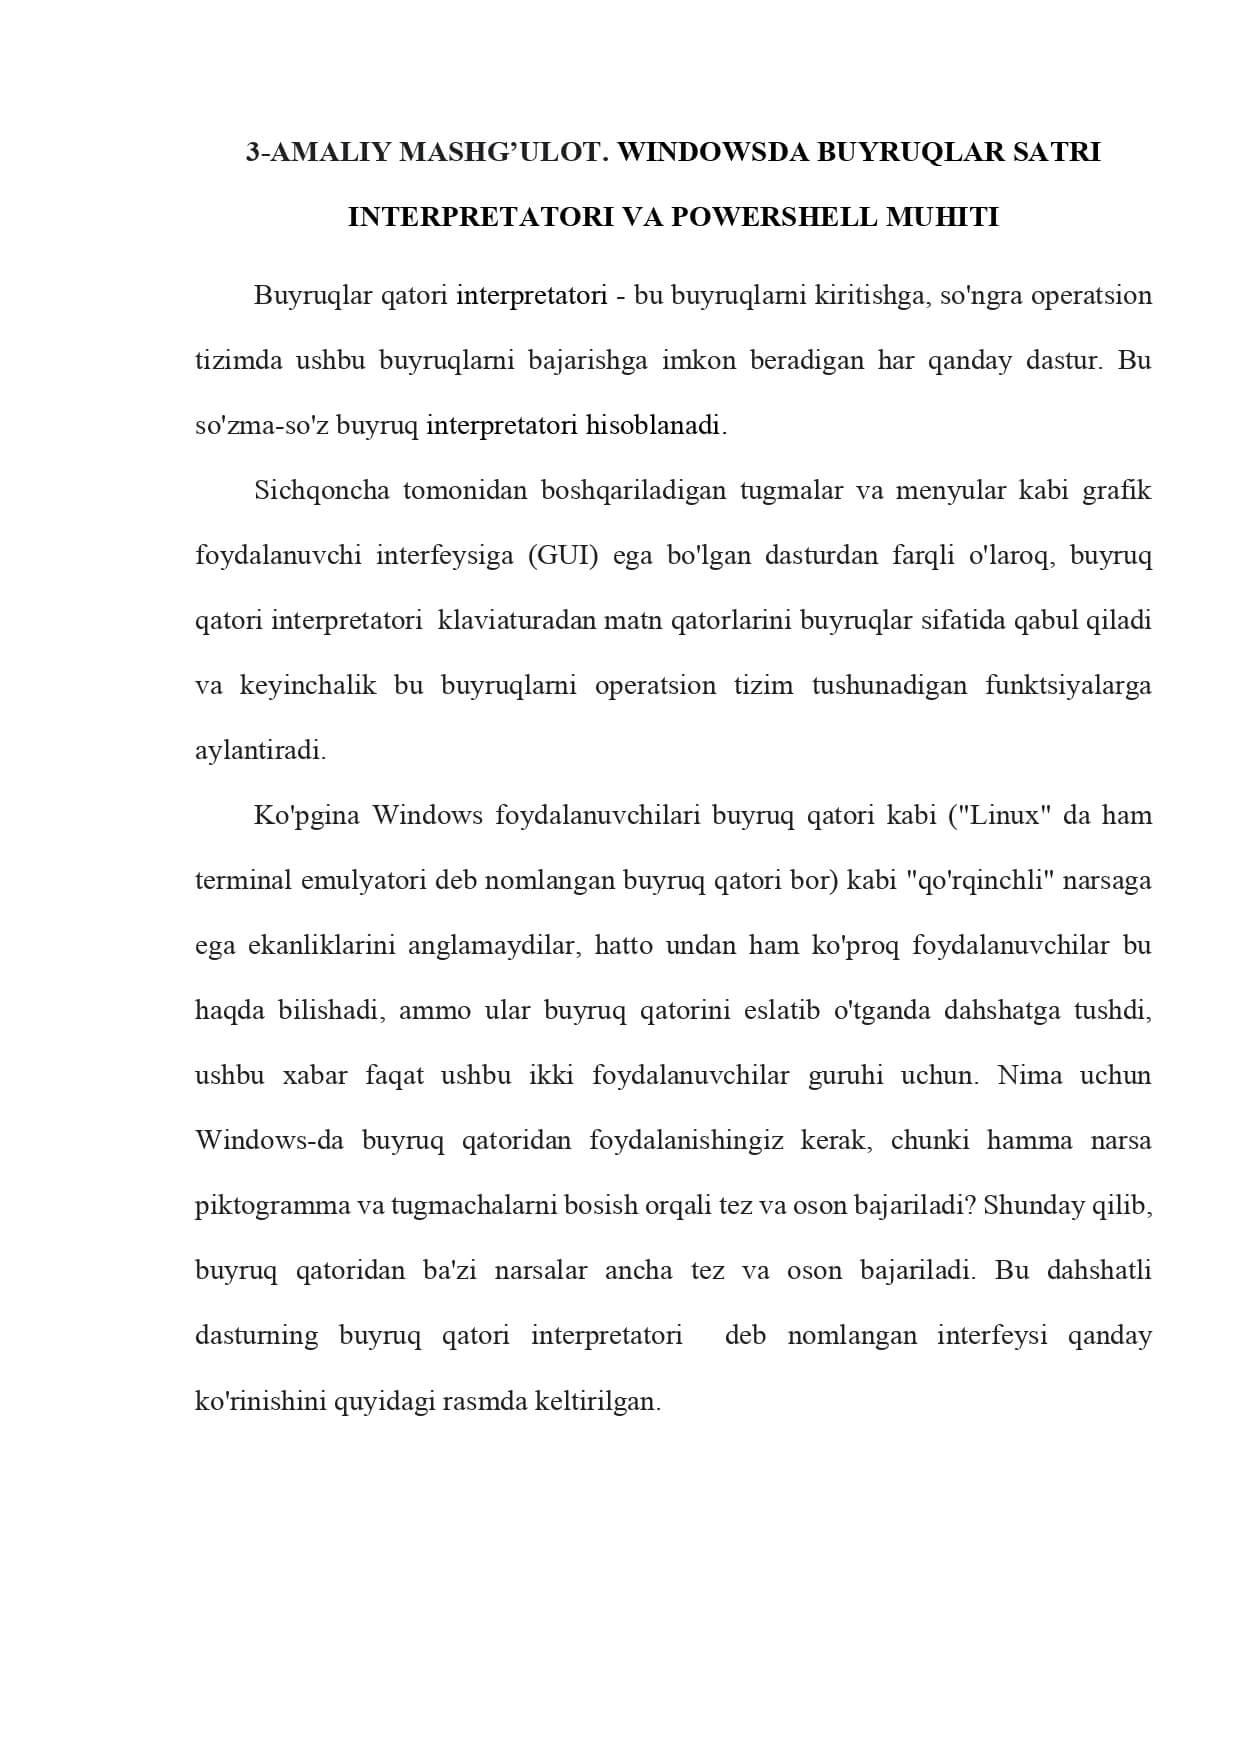 3-AMALIY MASHG’ULOT. WINDOWSDA BUYRUQLAR SATRI
INTERPRETATORI VA POWERSHELL MUHITI
Buyruqlar qatori interpretatori - bu buyruqlarni kiritishga, so'ngra operatsion
tizimda ushbu buyruqlarni bajarishga imkon beradigan har qanday dastur. Bu
so'zma-so'z buyruq interpretatori hisoblanadi.
Sichqoncha tomonidan boshqariladigan tugmalar va menyular kabi grafik
foydalanuvchi interfeysiga (GUI) ega bo'lgan dasturdan farqli o'laroq, buyruq
qatori interpretatori klaviaturadan matn qatorlarini buyruqlar sifatida qabul qiladi
va keyinchalik bu buyruqlarni operatsion tizim tushunadigan funktsiyalarga
aylantiradi.
Ko'pgina Windows foydalanuvchilari buyruq qatori kabi ("Linux" da ham
terminal emulyatori deb nomlangan buyruq qatori bor) kabi "qo'rqinchli" narsaga
ega ekanliklarini anglamaydilar, hatto undan ham ko'proq foydalanuvchilar bu
haqda bilishadi, ammo ular buyruq qatorini eslatib o'tganda dahshatga tushdi,
ushbu xabar faqat ushbu ikki foydalanuvchilar guruhi uchun. Nima uchun
Windows-da buyruq qatoridan foydalanishingiz kerak, chunki hamma narsa
piktogramma va tugmachalarni bosish orqali tez va oson bajariladi? Shunday qilib,
buyruq qatoridan ba'zi narsalar ancha tez va oson bajariladi. Bu dahshatli
dasturning buyruq qatori interpretatori deb nomlangan interfeysi qanday
ko'rinishini quyidagi rasmda keltirilgan.